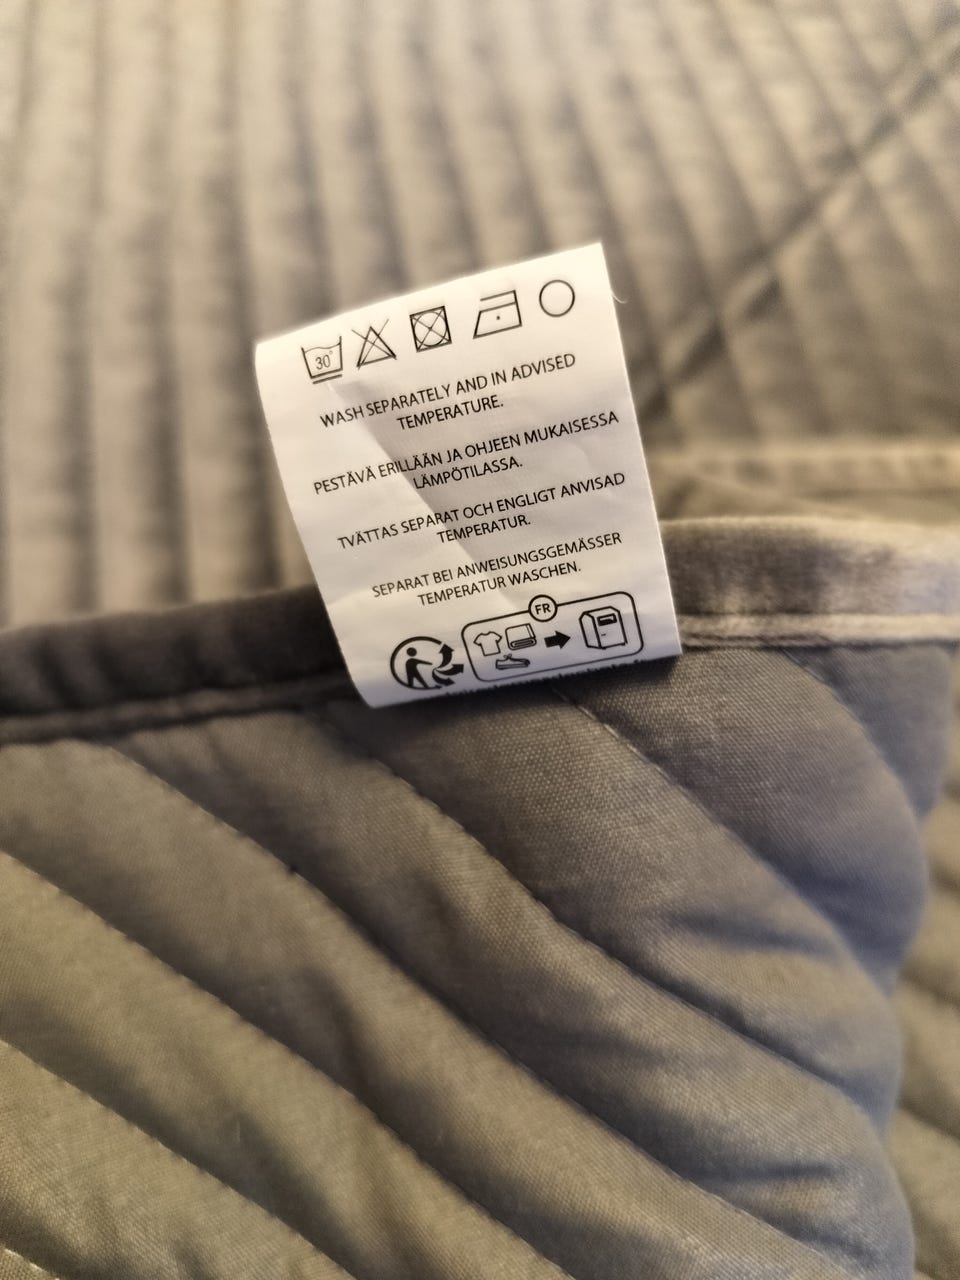 30°
WASH SEPARATELY AND IN ADVISED
TEMPERATURE.
PESTÄVÄ ERILLÄÄN JA OHJEEN MUKAISESSA
LÄMPÖTILASSA.
TVÄTTAS SEPARAT OCH ENGLIGT ANVISAD
TEMPERATUR.
SEPARAT BEI ANWEISUNGSGEMÄSSER
TEMPERATUR WASCHEN.
FR